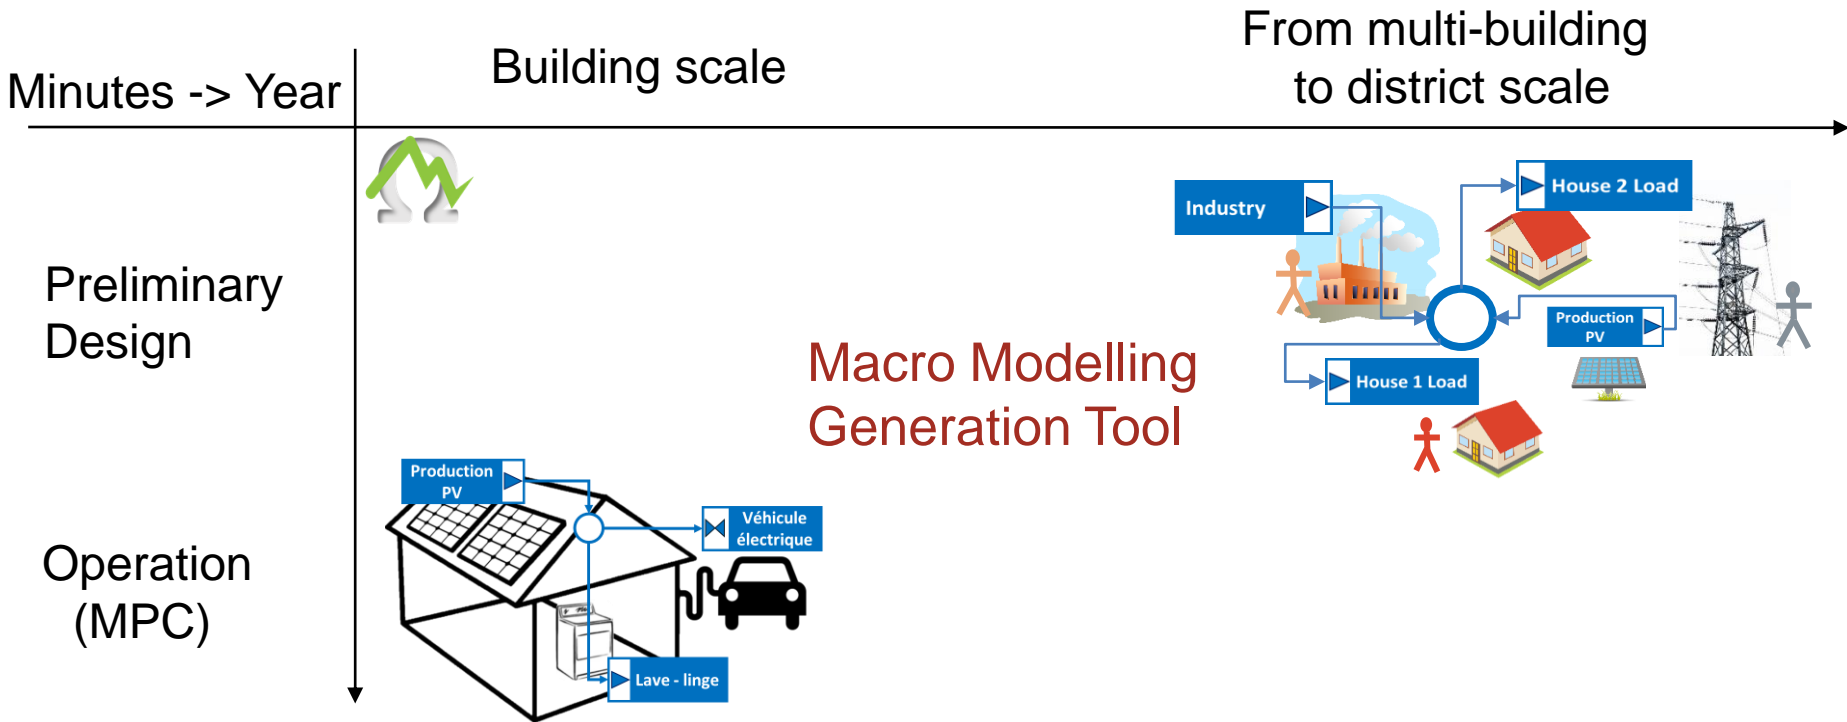 Minutes -> Year
Building scale
From multi-building
to district scale
Preliminary
Design
Industry
House 2 Load
Production
PV
House 1 Load
Macro Modelling
Generation Tool
Operation
(MPC)
Production
PV
Véhicule
électrique
Lave - linge